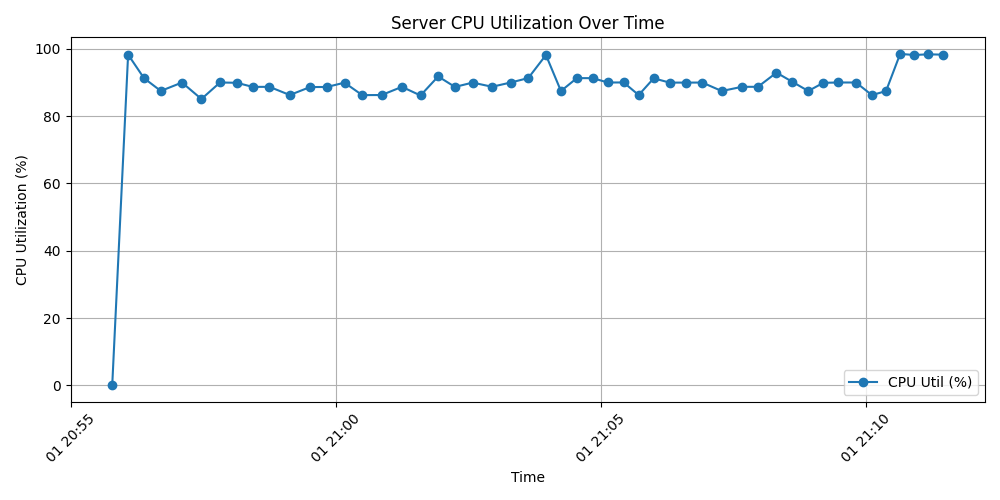 Server CPU Utilization Over Time
100
80
60
40
20
0
CPU Utilization (%)
CPU Util (%)
01 20:55
01 21:00
01 21:05
01 21:10
Time